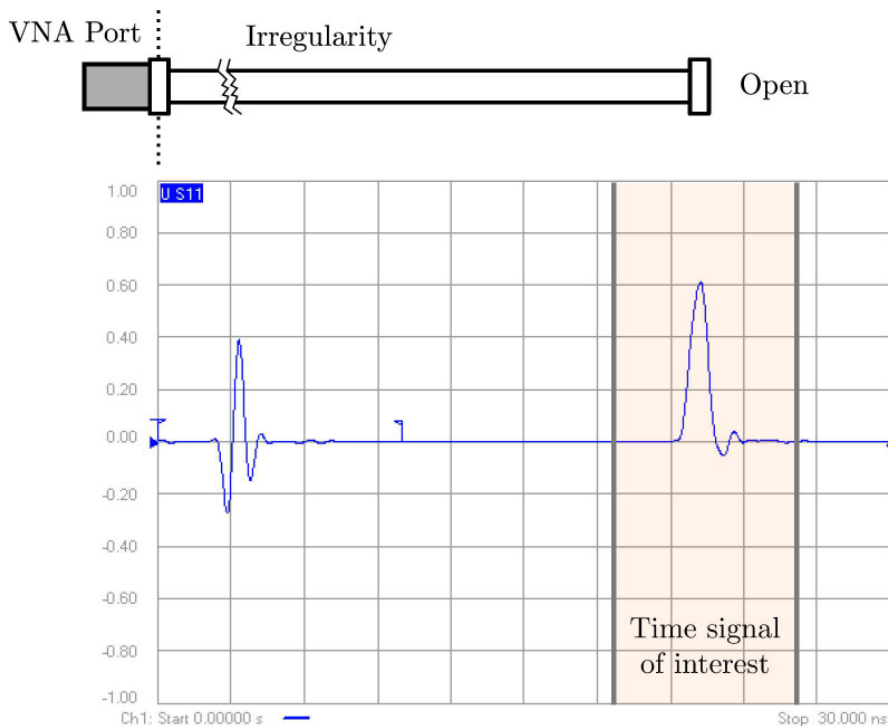 VNA Port
Irregularity
Open
1.00
U S11
0.80
0.60
0.40
0.20
0.00
-0.20
-0.40
-0.60
-0.80
-1.00
Time signal
of interest
Ch1: Start 0.00000 s
Stop 30.000 ns